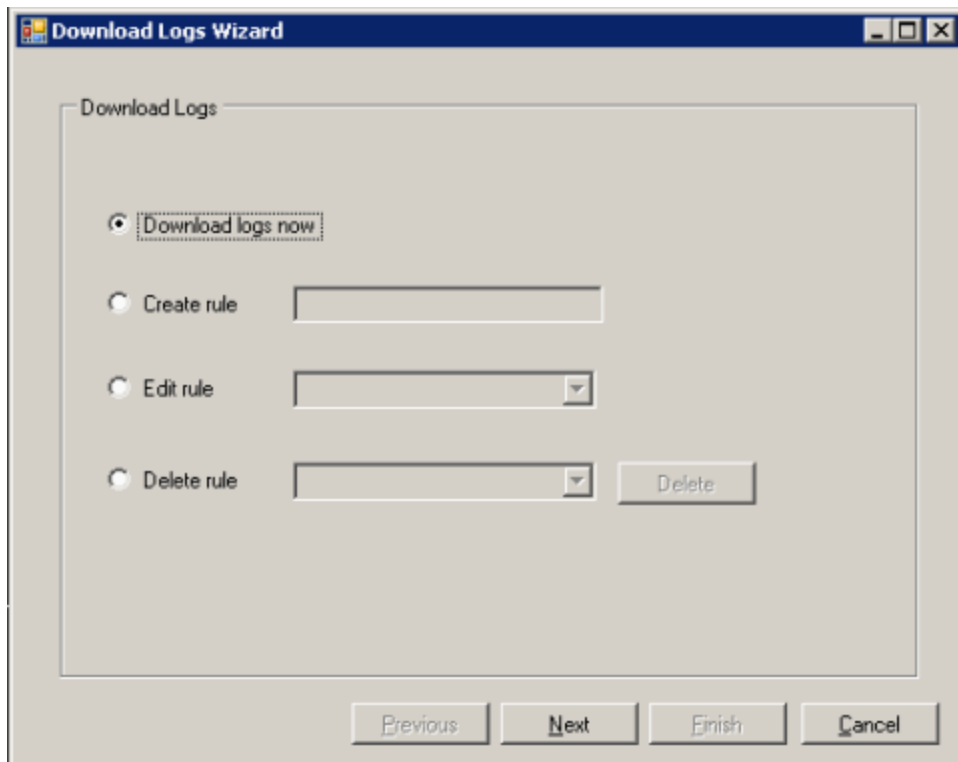 Download Logs Wizard
Download Logs
Download logs now
Create rule
Edit rule
Delete rule
Delete
Previous Next Finish Cancel